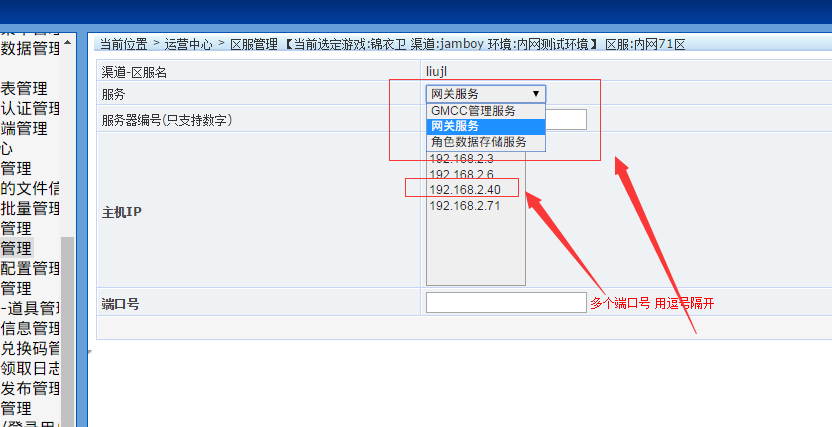 数据管理
表管理
认证管理
端管理
心
管理
的文件信
批量管理
管理
管理
配置管理
管理
-道具管理
信息管理
兑换码管
领取日志
发布管理
管理
当前位置 > 运营中心 > 区服管理 【当前选定游戏:锦衣卫 渠道:jamboy 环境:内网测试环境】 区服:内网71区
渠道-区服名 liujl
服务 网关服务
GMCC管理服务
网关服务
角色数据存储服务
服务器编号(只支持数字)
主机IP
192.168.2.3
192.168.2.6
192.168.2.40
192.168.2.71
端口号 多个端口号 用逗号隔开